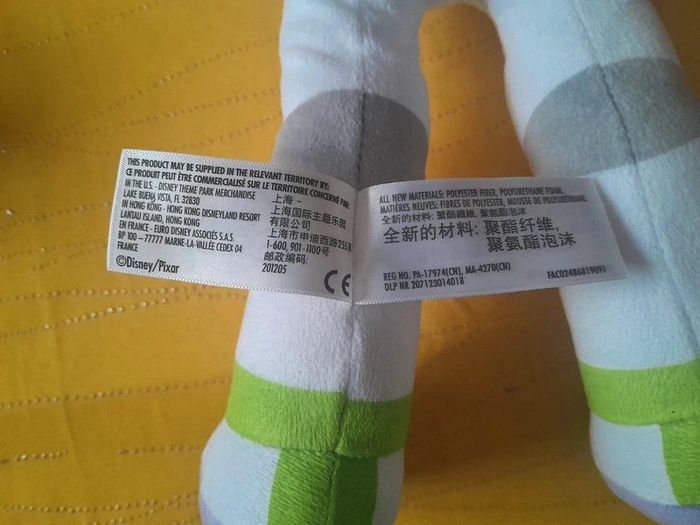 THIS PRODUCT MAY BE SUPPLIED IN THE RELEVANT TERRITORY BY:
CE PRODUIT PEUT ÊTRE COMMERCIALISÉ SUR LE TERRITOIRE CONCERNÉ PAR:
IN THE U.S. - DISNEY THEME PARK MERCHANDISE
LAKE BUENA VISTA, FL 32830
IN HONG KONG - HONG KONG DISNEYLAND RESORT
LANTAU ISLAND, HONG KONG
EN FRANCE - EURO DISNEY ASSOCIÉS S.A.S.
BP 100 - 77777 MARNE-LA-VALLÉE CEDEX 04
FRANCE
©Disney/Pixar
上海 -
上海国际主题乐园
有限公司
上海市申迪西路255弄
1-600, 901-1100号
邮政编码:
201205
CE
ALL NEW MATERIALS: POLYESTER FIBER, POLYURETHANE FOAM.
MATIÈRES NEUVES: FIBRES DE POLYESTER, MOUSSE DE POLYURETHANE.
全新的材料: 聚酯纤维, 聚氨酯泡沫
全新的材料: 聚酯纤维,
聚氨酯泡沫
REG NO. PA-17974(CN), MA-4270(CN)
DLP NR 207123014018
FAC024868-19091